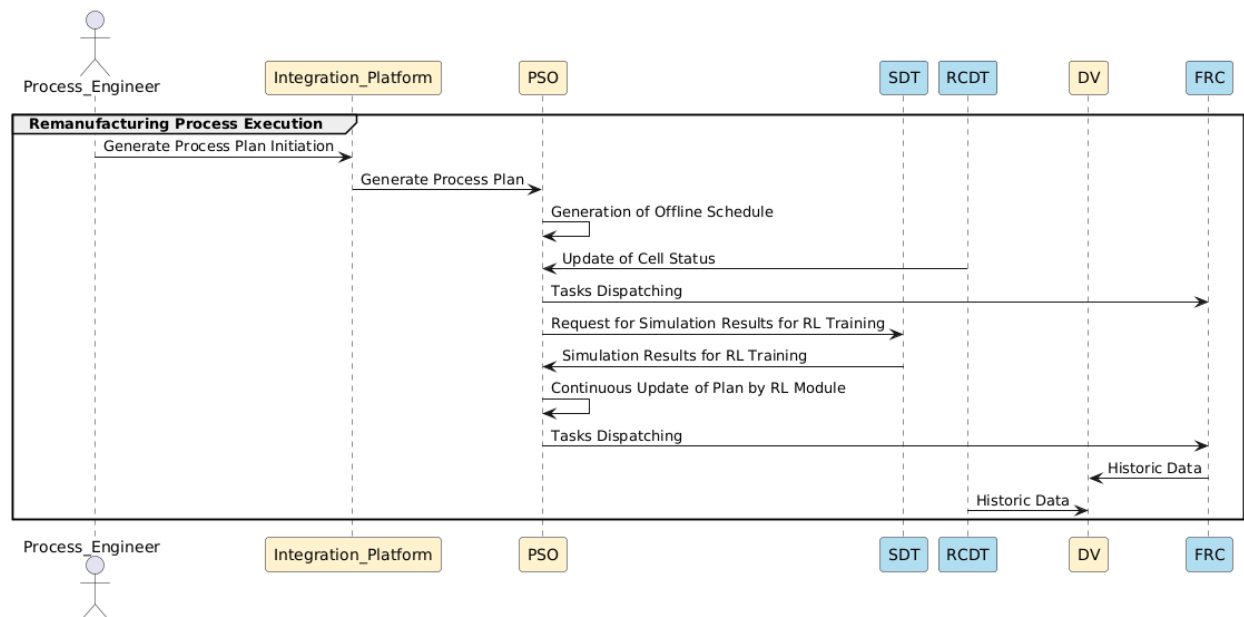 Process_Engineer
Integration_Platform
PSO
SDT
RCDT
DV
FRC
Remanufacturing Process Execution
Generate Process Plan Initiation
Generate Process Plan
Generation of Offline Schedule
Update of Cell Status
Tasks Dispatching
Request for Simulation Results for RL Training
Simulation Results for RL Training
Continuous Update of Plan by RL Module
Tasks Dispatching
Historic Data
Historic Data
Process_Engineer
Integration_Platform
PSO
SDT
RCDT
DV
FRC